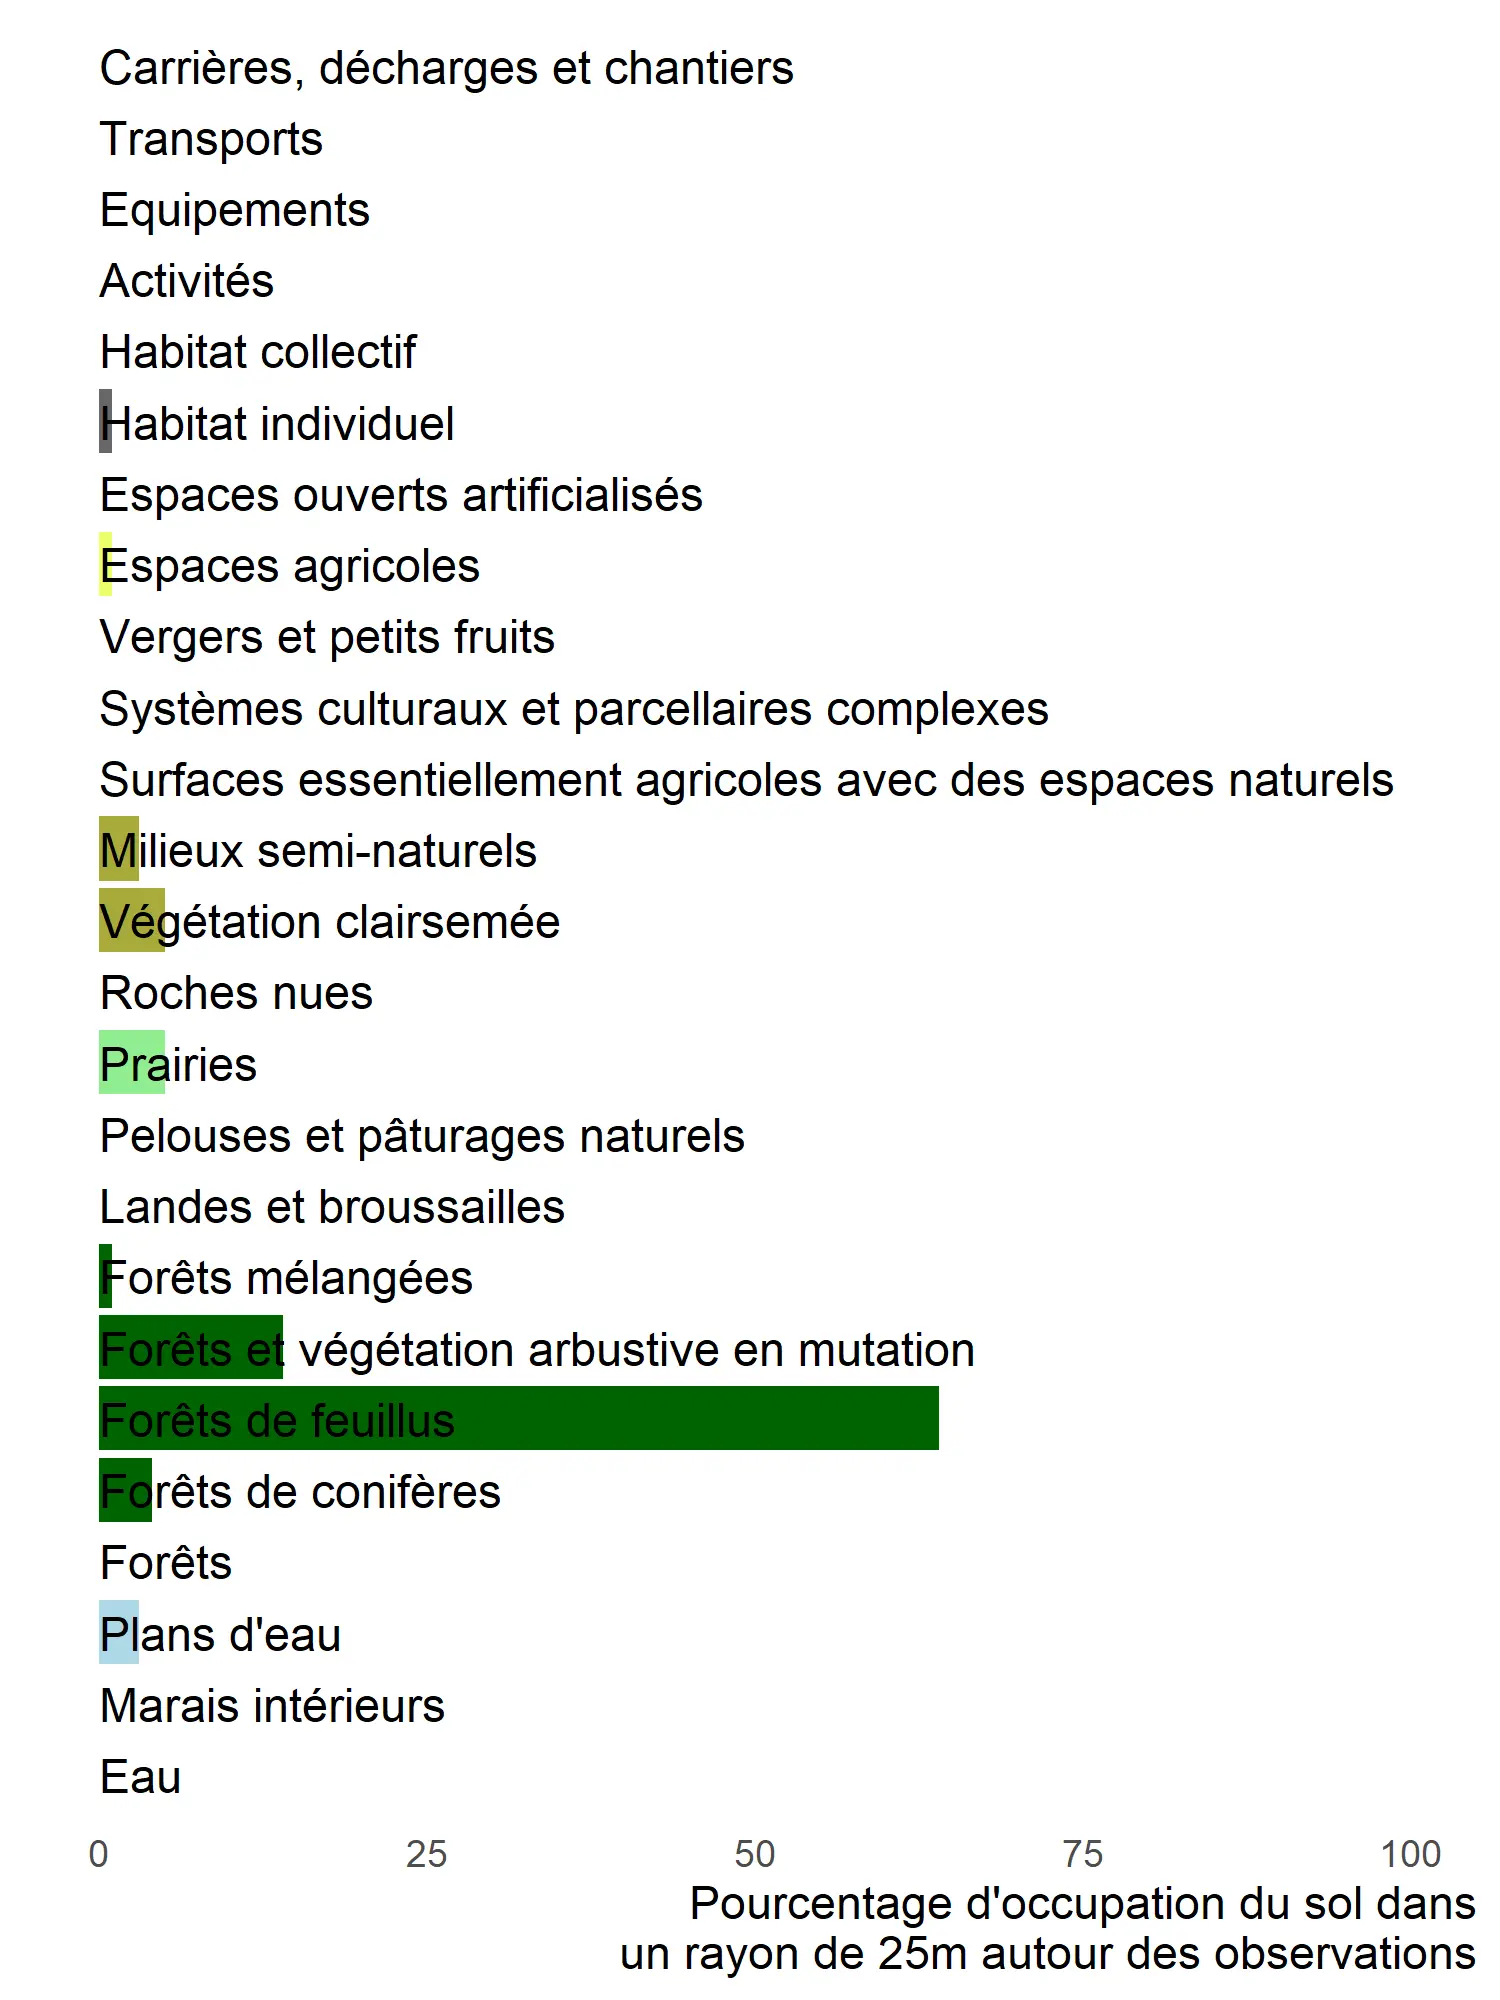 Carrières, décharges et chantiers
Transports
Equipements
Activités
Habitat collectif
Habitat individuel
Espaces ouverts artificialisés
Espaces agricoles
Vergers et petits fruits
Systèmes culturaux et parcellaires complexes
Surfaces essentiellement agricoles avec des espaces naturels
Milieux semi-naturels
Végétation clairsemée
Roches nues
Prairies
Pelouses et pâturages naturels
Landes et broussailles
Forêts mélangées
Forêts et végétation arbustive en mutation
Forêts de feuillus
Forêts de conifères
Forêts
Plans d'eau
Marais intérieurs
Eau
0 25 50 75 100
Pourcentage d'occupation du sol dans
un rayon de 25m autour des observations